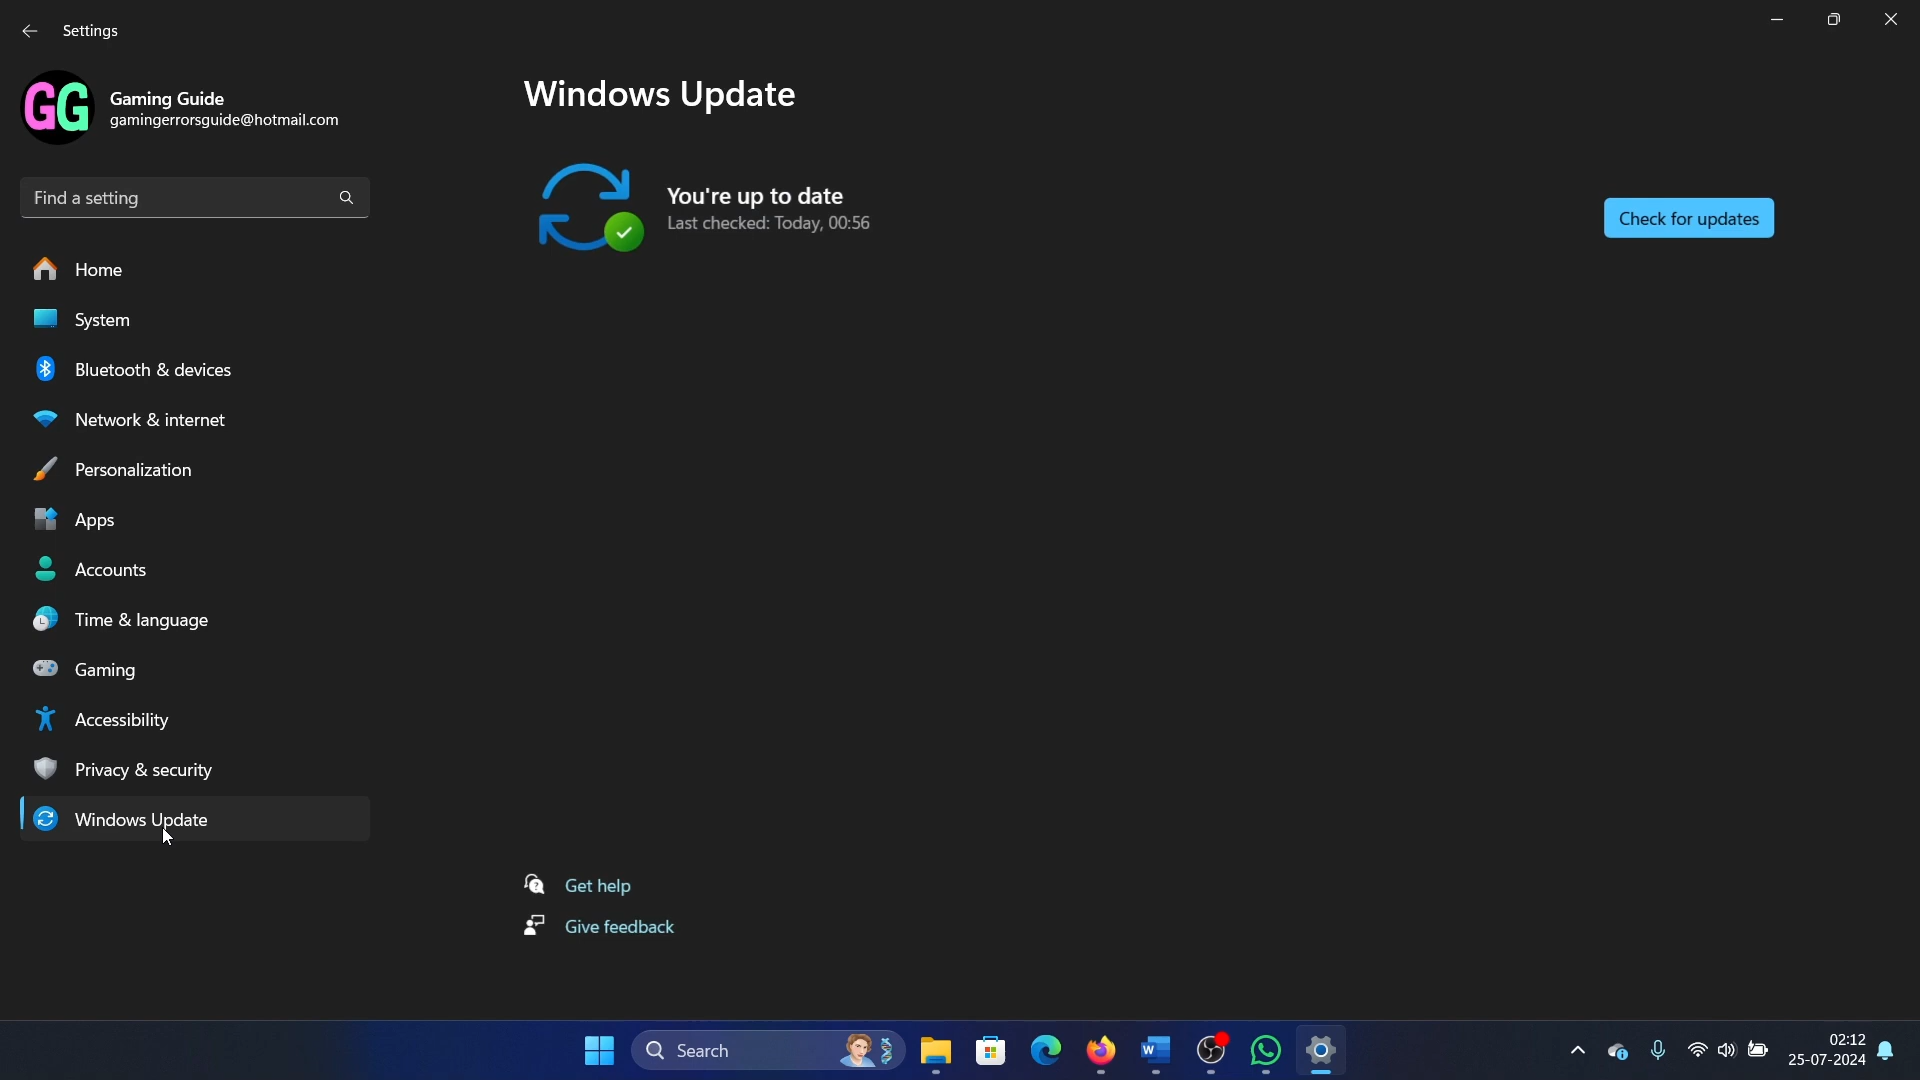 Settings
GG
Gaming Guide
gamingerrorsguide@hotmail.com
Find a setting
Home
System
Bluetooth & devices
Network & internet
Personalization
Apps
Accounts
Time & language
Gaming
Accessibility
Privacy & security
Windows Update
Windows Update
You're up to date
Last checked: Today, 00:56
Check for updates
Get help
Give feedback
Search
W
02:12
25-07-2024